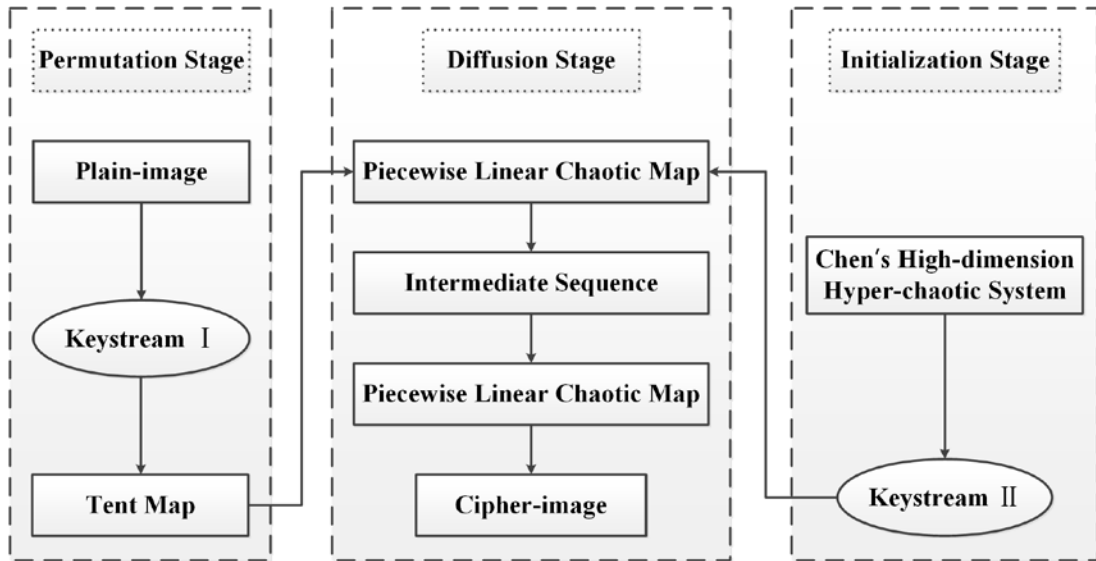 Permutation Stage
Plain-image
Keystream Ⅰ
Tent Map
Diffusion Stage
Piecewise Linear Chaotic Map
Intermediate Sequence
Piecewise Linear Chaotic Map
Cipher-image
Initialization Stage
Chen's High-dimension
Hyper-chaotic System
Keystream Ⅱ